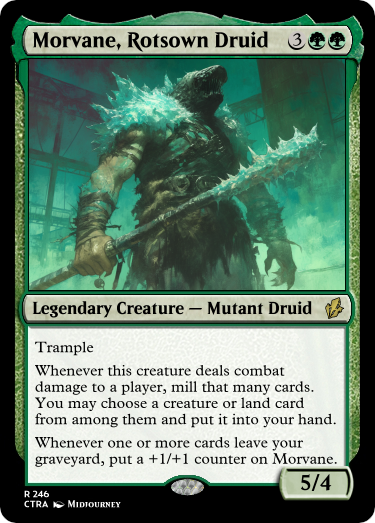 Morvane, Rotsown Druid 3
Legendary Creature — Mutant Druid
Trample
Whenever this creature deals combat
damage to a player, mill that many cards.
You may choose a creature or land card
from among them and put it into your hand.
Whenever one or more cards leave your
graveyard, put a +1/+1 counter on Morvane.
5/4
R 246
CTRA Midjourney